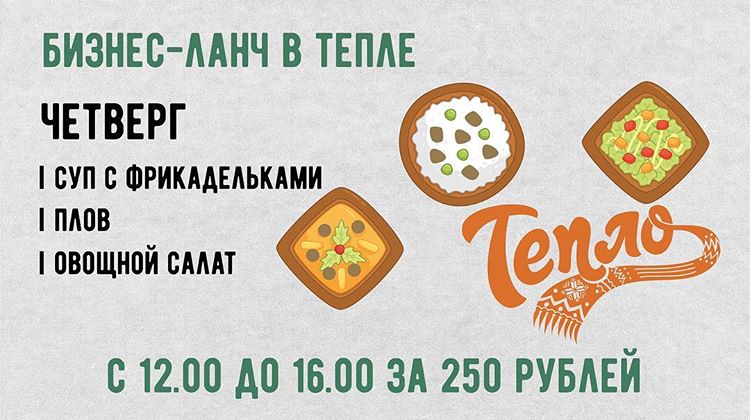 БИЗНЕС-ЛАНЧ В ТЕПЛЕ
ЧЕТВЕРГ
| СУП С ФРИКАДЕЛЬКАМИ
| ПЛОВ
| ОВОЩНОЙ САЛАТ
Тепло
С 12.00 ДО 16.00 ЗА 250 РУБЛЕЙ